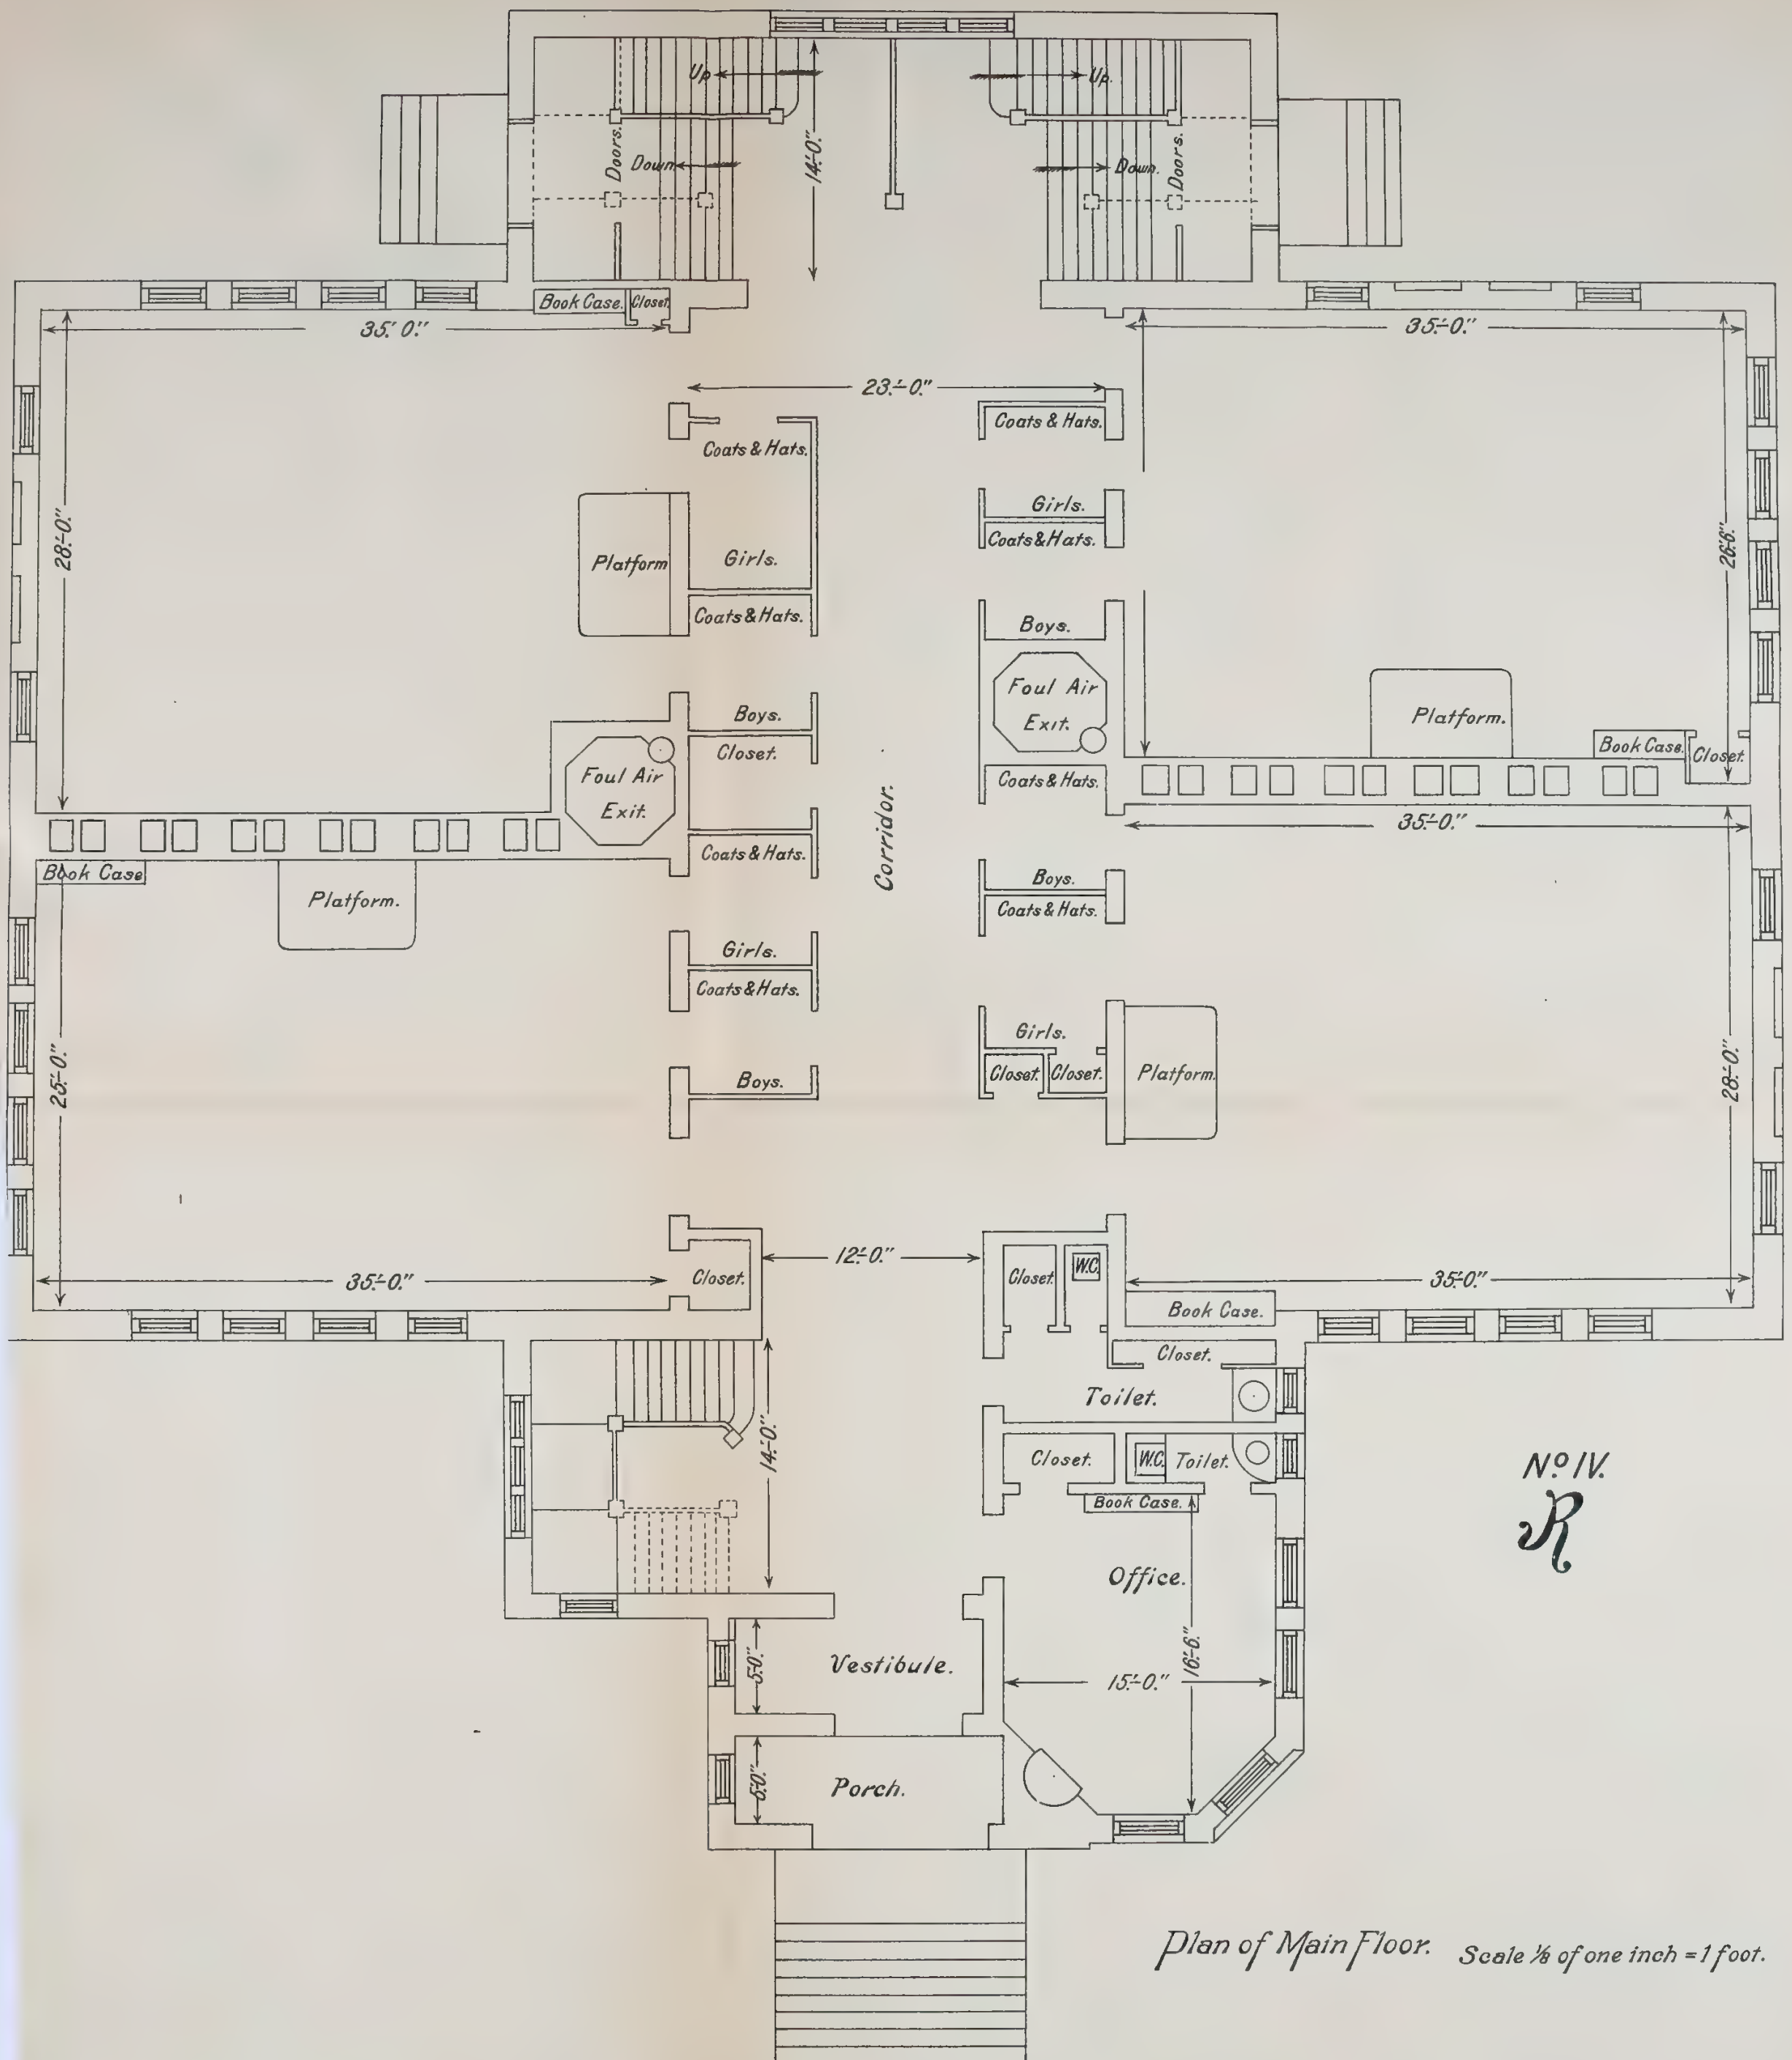 Up
Up.
Doors.
Down.
14'-0."
Down.
Doors.
Book Case.
Closet.
35'-0."
35'-0."
23'-0."
Coats & Hats.
Coats & Hats.
28'-0."
Platform
Girls.
Coats & Hats.
Girls.
Coats & Hats.
26'-6."
Boys.
Foul Air
Exit.
Boys.
Closet.
Foul Air
Exit.
Coats & Hats.
Platform.
Book Case.
Closet.
Corridor.
35'-0."
Book Case
Platform.
Coats & Hats.
Boys.
Coats & Hats.
Girls.
Coats & Hats.
Girls.
Closet.
Closet.
Platform.
25'-0."
Boys.
28'-0."
35'-0."
Closet.
12'-0."
Closet.
W.C.
35'-0."
Book Case.
Closet.
Toilet.
14'-0."
Closet.
W.C.
Toilet.
Book Case.
No. IV.
R
Office.
Vestibule.
5'-0."
15'-0."
16'-6."
Porch.
Plan of Main Floor. Scale 1/8 of one inch = 1 foot.